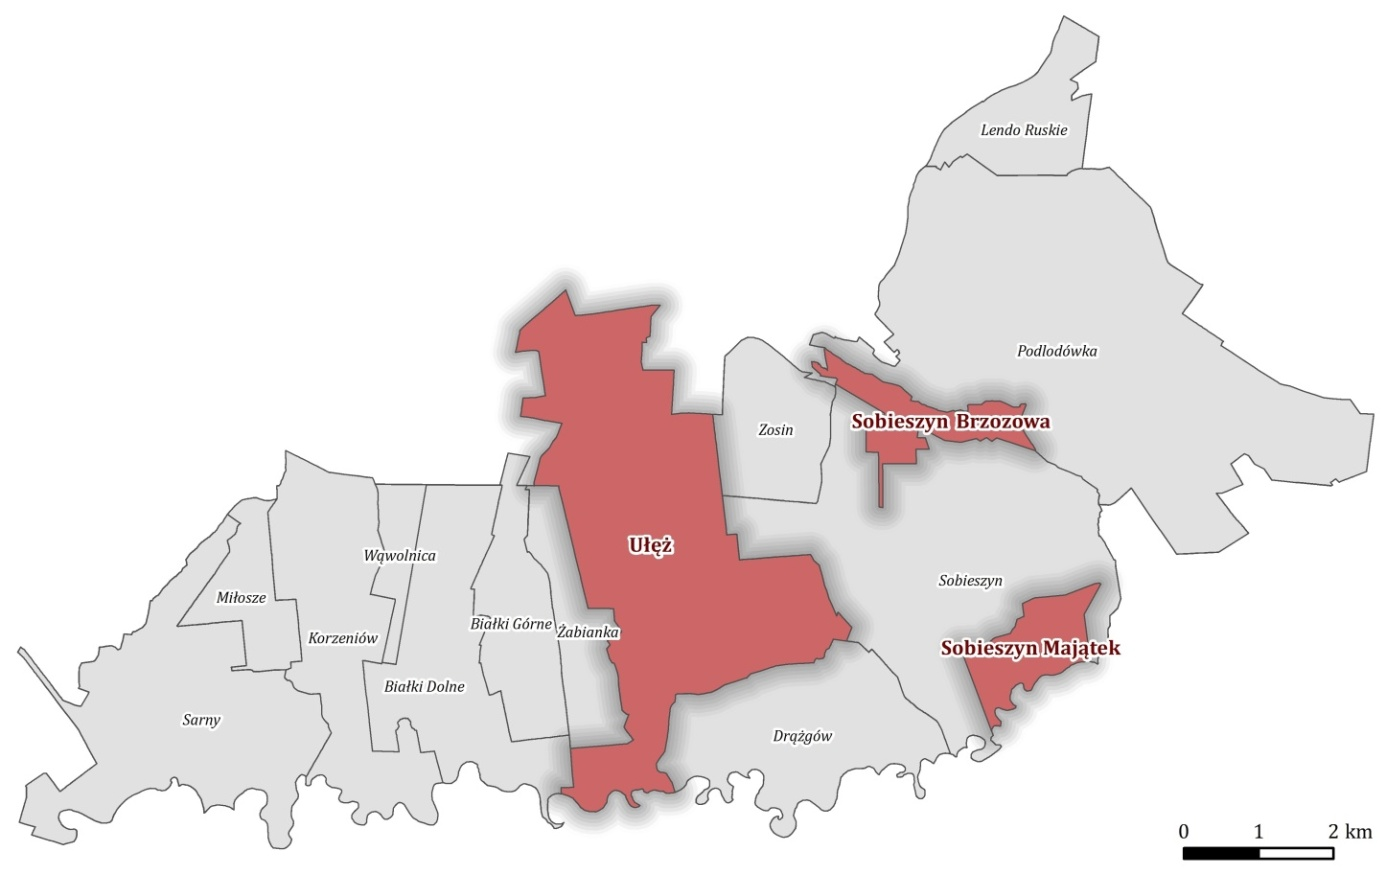 Lendo Ruskie
Podlodówka
Sobieszyn Brzozowa
Zosin
Ułęż
Wąwolnica
Sobieszyn
Miłosze
Białki Górne
Żabianka
Korzeniów
Sobieszyn Majątek
Białki Dolne
Sarny
Drążgów
0 1 2 km